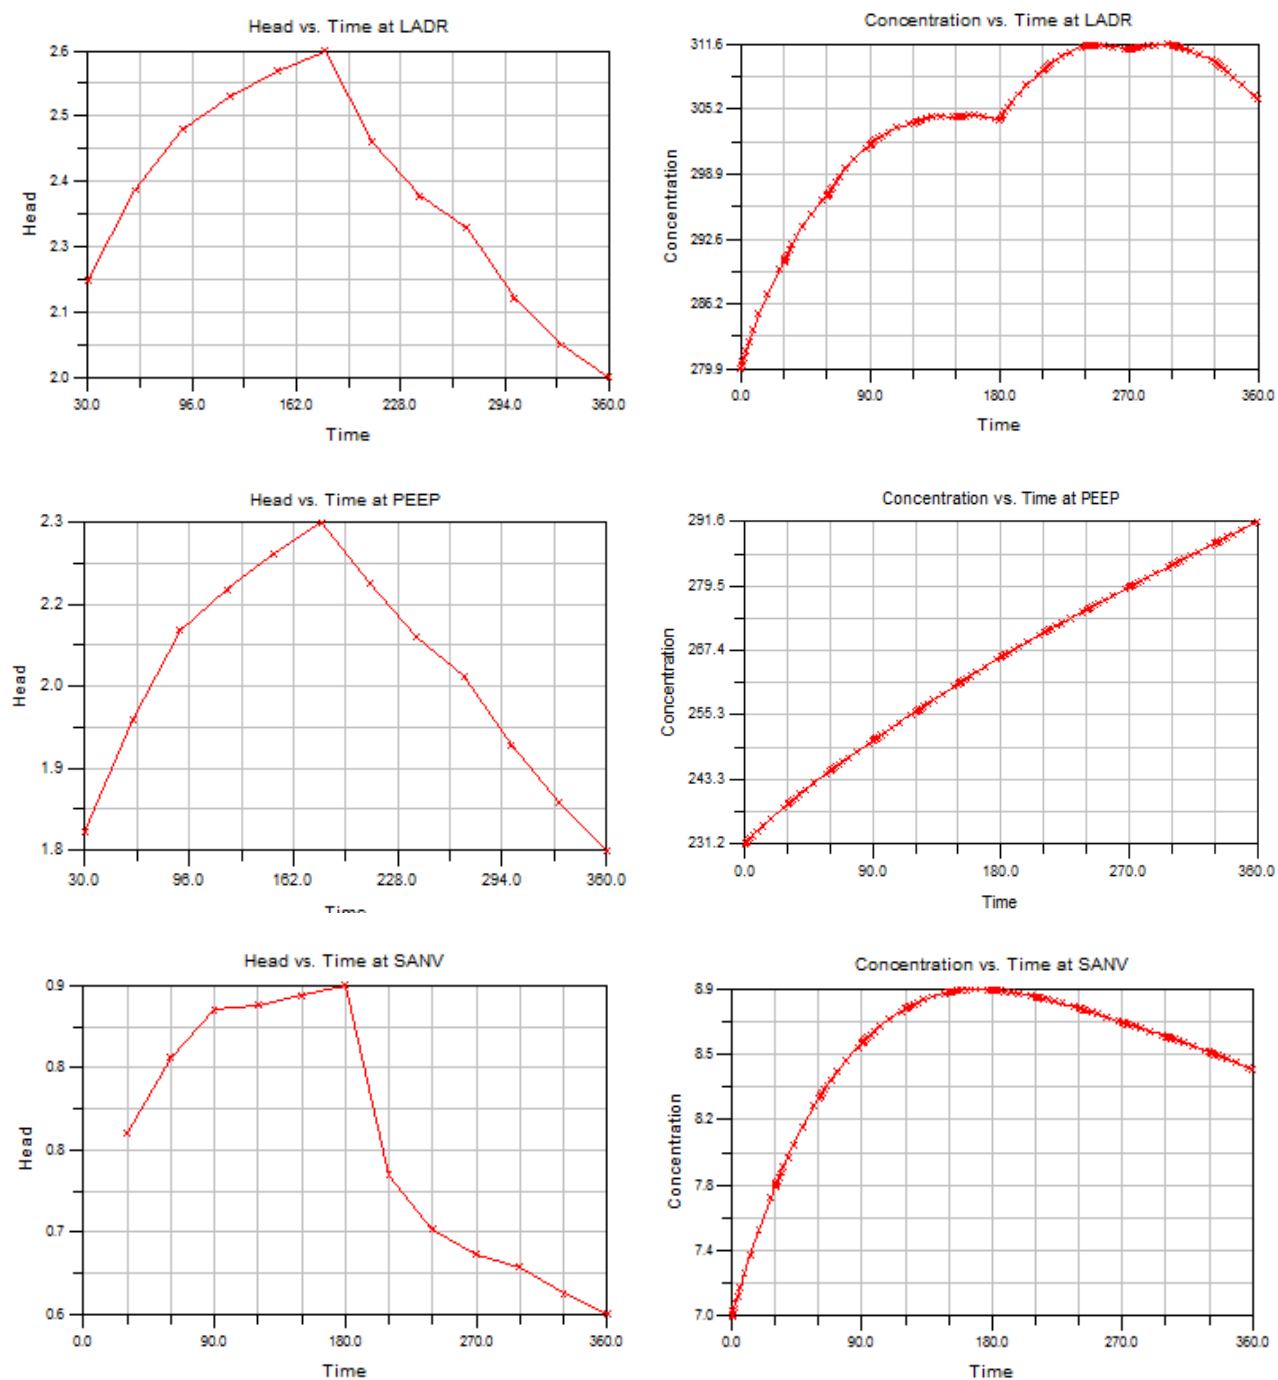 Head vs. Time at LADR
2.6
2.5
2.4
2.3
2.1
2.0
Head
30.0 96.0 162.0 228.0 294.0 360.0
Time
Concentration vs. Time at LADR
311.6
305.2
298.9
292.6
286.2
279.9
Concentration
0.0 90.0 180.0 270.0 360.0
Time
Head vs. Time at PEEP
2.3
2.2
2.0
1.9
1.8
Head
30.0 96.0 162.0 228.0 294.0 360.0
Time
Concentration vs. Time at PEEP
291.6
279.5
267.4
255.3
243.3
231.2
Concentration
0.0 90.0 180.0 270.0 360.0
Time
Head vs. Time at SANV
0.9
0.8
0.8
0.7
0.6
Head
0.0 90.0 180.0 270.0 360.0
Time
Concentration vs. Time at SANV
8.9
8.5
8.2
7.8
7.4
7.0
Concentration
0.0 90.0 180.0 270.0 360.0
Time